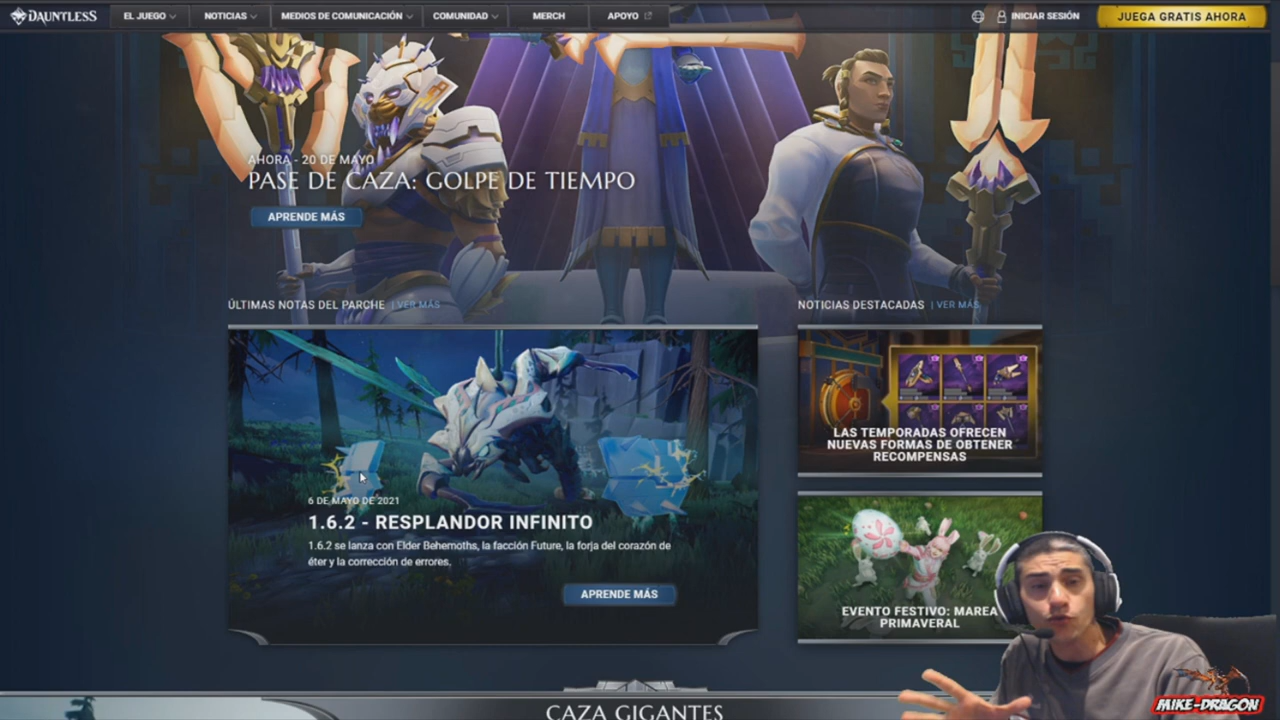 DAUNTLESS
EL JUEGO
NOTICIAS
MEDIOS DE COMUNICACIÓN
COMUNIDAD
MERCH
APOYO
INICIAR SESIÓN
JUEGA GRATIS AHORA
AHORA - 20 DE MAYO
PASE DE CAZA: GOLPE DE TIEMPO
APRENDE MÁS
ÚLTIMAS NOTAS DEL PARCHE | VER MÁS
NOTICIAS DESTACADAS | VER MÁS
6 DE MAYO DE 2021
1.6.2 - RESPLANDOR INFINITO
1.6.2 se lanza con Elder Behemoths, la facción Future, la forja del corazón de
éter y la corrección de errores.
APRENDE MÁS
LAS TEMPORADAS OFRECEN
NUEVAS FORMAS DE OBTENER
RECOMPENSAS
EVENTO FESTIVO: MAREA
PRIMAVERAL
CAZA GIGANTES
MIKE-DRAGON